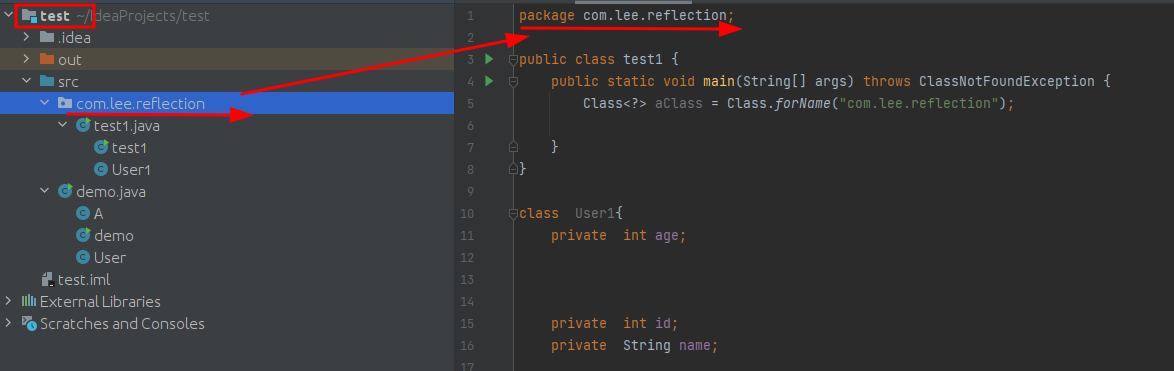 test ~/IdeaProjects/test
.idea
out
src
com.lee.reflection
test1.java
test1
User1
demo.java
A
demo
User
test.iml
External Libraries
Scratches and Consoles
1 package com.lee.reflection;
2
3 public class test1 {
4 public static void main(String[] args) throws ClassNotFoundException {
5 Class<?> aClass = Class.forName("com.lee.reflection");
6
7 }
8 }
9
10 class User1{
11 private int age;
12
13
14
15 private int id;
16 private String name;
17